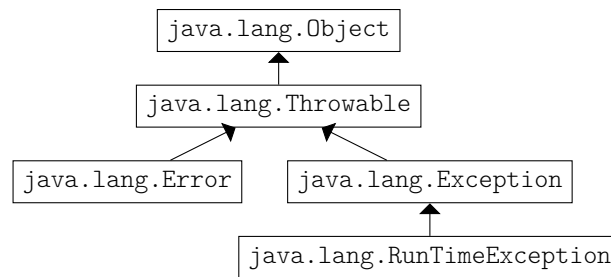 java.lang.Object
java.lang.Throwable
java.lang.Error
java.lang.Exception
java.lang.RunTimeException